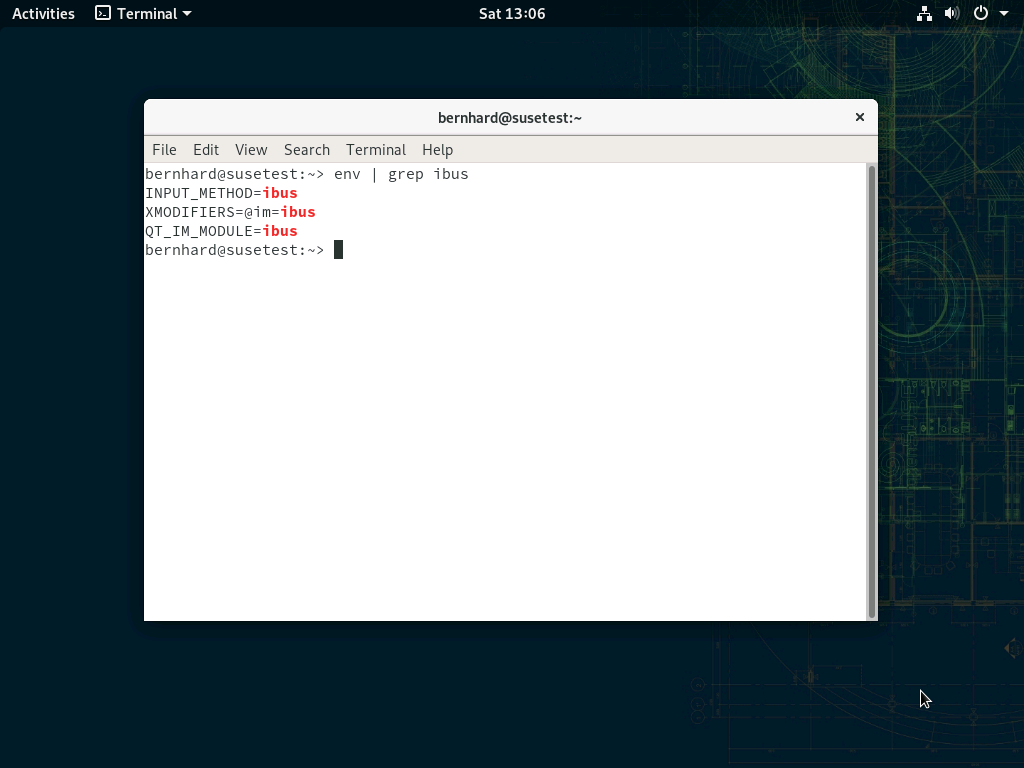 Activities Terminal Sat 13:06
bernhard@susetest:~ ×
File Edit View Search Terminal Help
bernhard@susetest:~> env | grep ibus
INPUT_METHOD=ibus
XMODIFIERS=@im=ibus
QT_IM_MODULE=ibus
bernhard@susetest:~>